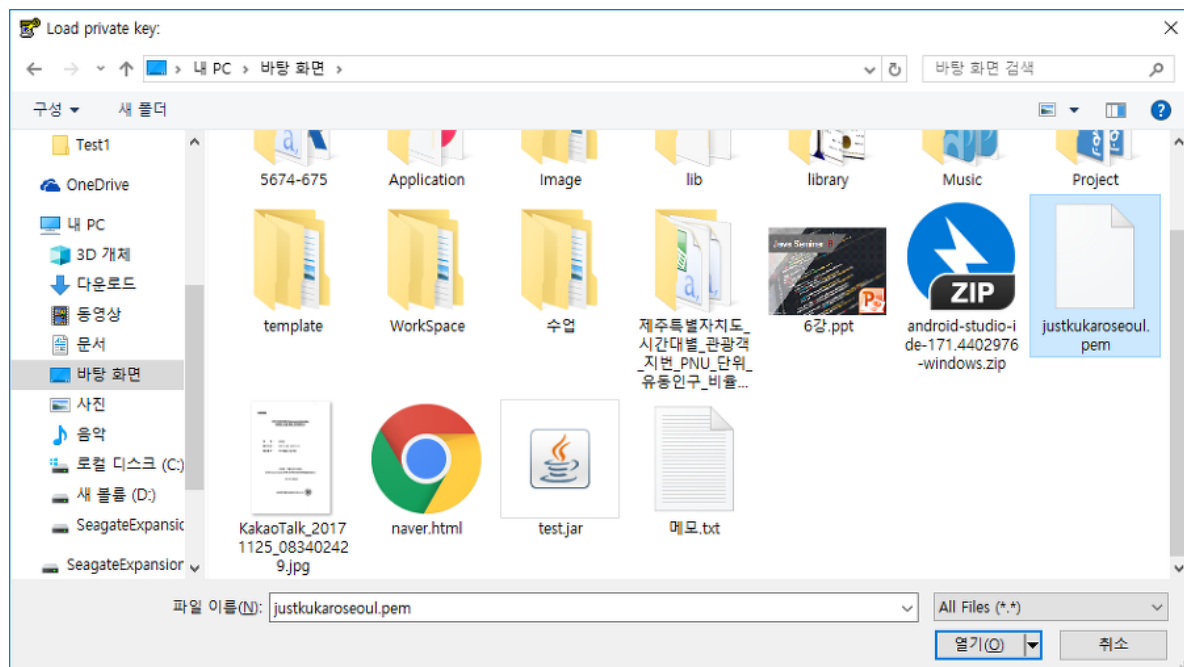 Load private key:
내 PC
바탕 화면
바탕 화면 검색
구성
새 폴더
Test1
OneDrive
내 PC
3D 개체
다운로드
동영상
문서
바탕 화면
사진
음악
로컬 디스크 (C:)
새 볼륨 (D:)
SeagateExpansic
SeagateExpansion
5674-675
Application
Image
lib
library
Music
Project
template
WorkSpace
수업
제주특별자치도_
시간대별_관광객
_지번_PNU_단위_
유동인구_비율...
Java Seminar
6강.ppt
ZIP
android-studio-i
de-171.4402976
-windows.zip
justkukaroseoul.
pem
KakaoTalk_2017
1125_08340242
9.jpg
naver.html
test.jar
메모.txt
파일 이름(N):
justkukaroseoul.pem
All Files (*.*)
열기(O)
취소